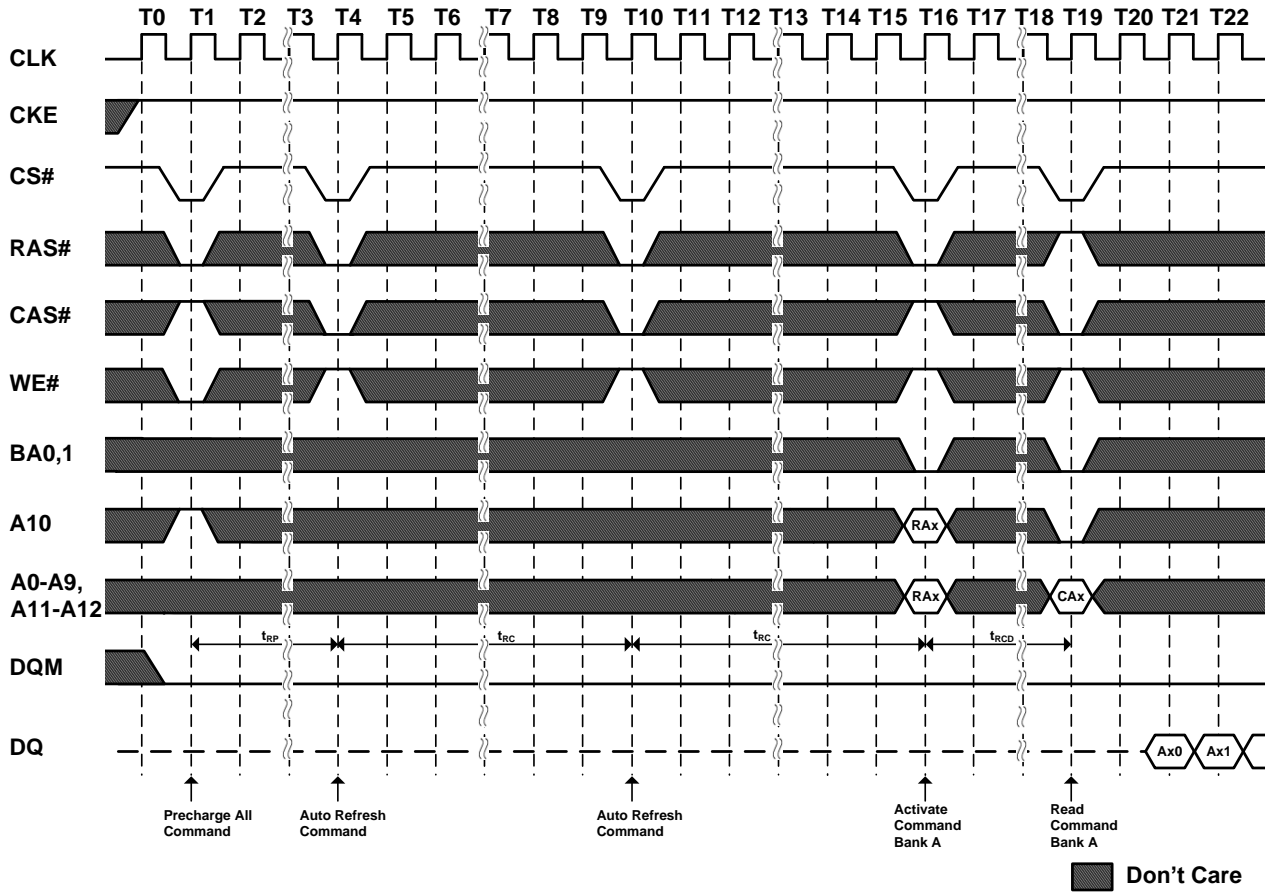 T0 T1 T2 T3 T4 T5 T6 T7 T8 T9 T10 T11 T12 T13 T14 T15 T16 T17 T18 T19 T20 T21 T22
CLK
CKE
CS#
RAS#
CAS#
WE#
BA0,1
A10
RAx
A0-A9,
A11-A12
RAx CAx
tRP tRC tRC tRCD
DQM
DQ
Ax0 Ax1
Precharge All
Command
Auto Refresh
Command
Auto Refresh
Command
Activate
Command
Bank A
Read
Command
Bank A
Don't Care